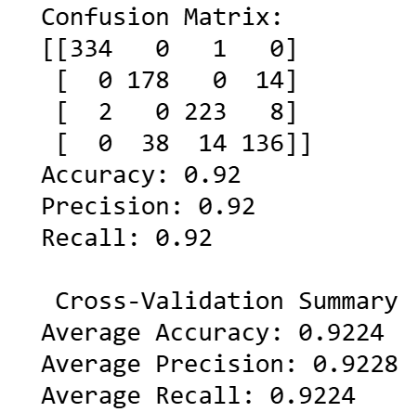 Confusion Matrix:
[[334   0   1   0]
 [  0 178   0  14]
 [  2   0 223   8]
 [  0  38  14 136]]
Accuracy: 0.92
Precision: 0.92
Recall: 0.92
Cross-Validation Summary
Average Accuracy: 0.9224
Average Precision: 0.9228
Average Recall: 0.9224